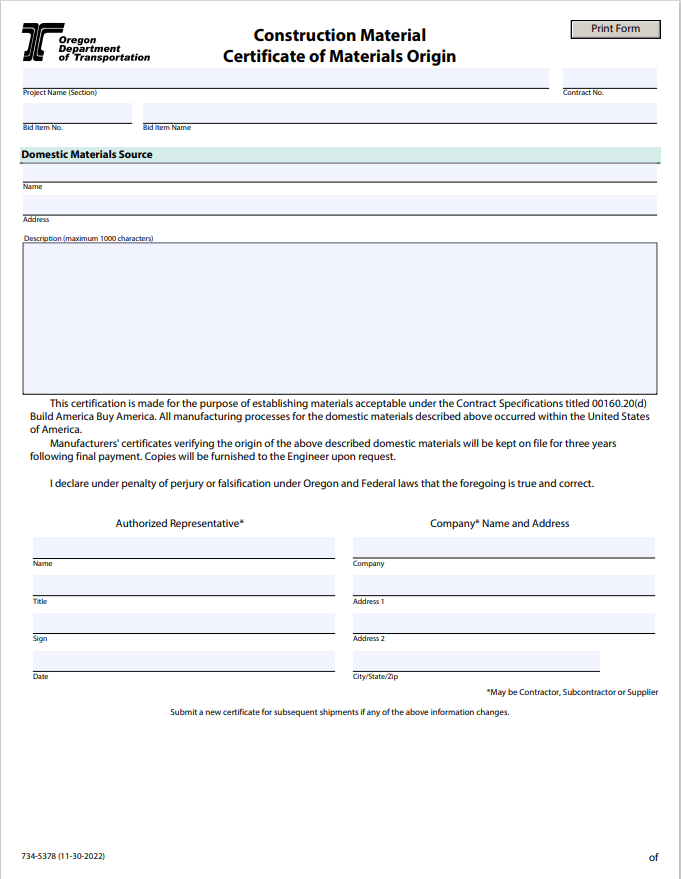 Oregon
Department
of Transportation
Construction Material
Certificate of Materials Origin
Print Form
Project Name (Section)
Contract No.
Bid Item No.
Bid Item Name
Domestic Materials Source
Name
Address
Description (maximum 1000 characters)
This certification is made for the purpose of establishing materials acceptable under the Contract Specifications titled 00160.20(d)
Build America Buy America. All manufacturing processes for the domestic materials described above occurred within the United States
of America.
Manufacturers' certificates verifying the origin of the above described domestic materials will be kept on file for three years
following final payment. Copies will be furnished to the Engineer upon request.
I declare under penalty of perjury or falsification under Oregon and Federal laws that the foregoing is true and correct.
Authorized Representative*
Company* Name and Address
Name
Company
Title
Address 1
Sign
Address 2
Date
City/State/Zip
*May be Contractor, Subcontractor or Supplier
Submit a new certificate for subsequent shipments if any of the above information changes.
734-5378 (11-30-2022)
of